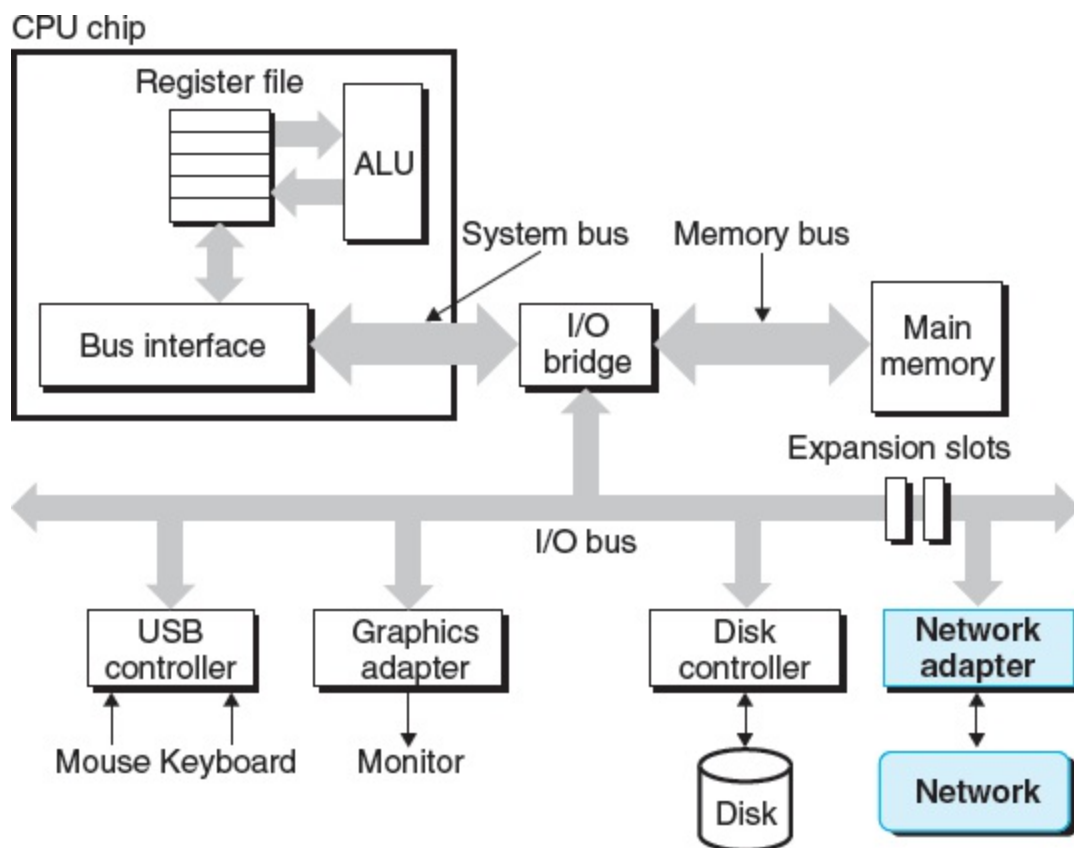 CPU chip
Register file
ALU
System bus
Memory bus
Bus interface
I/O
bridge
Main
memory
Expansion slots
I/O bus
USB
controller
Graphics
adapter
Disk
controller
Network
adapter
Mouse Keyboard
Monitor
Disk
Network